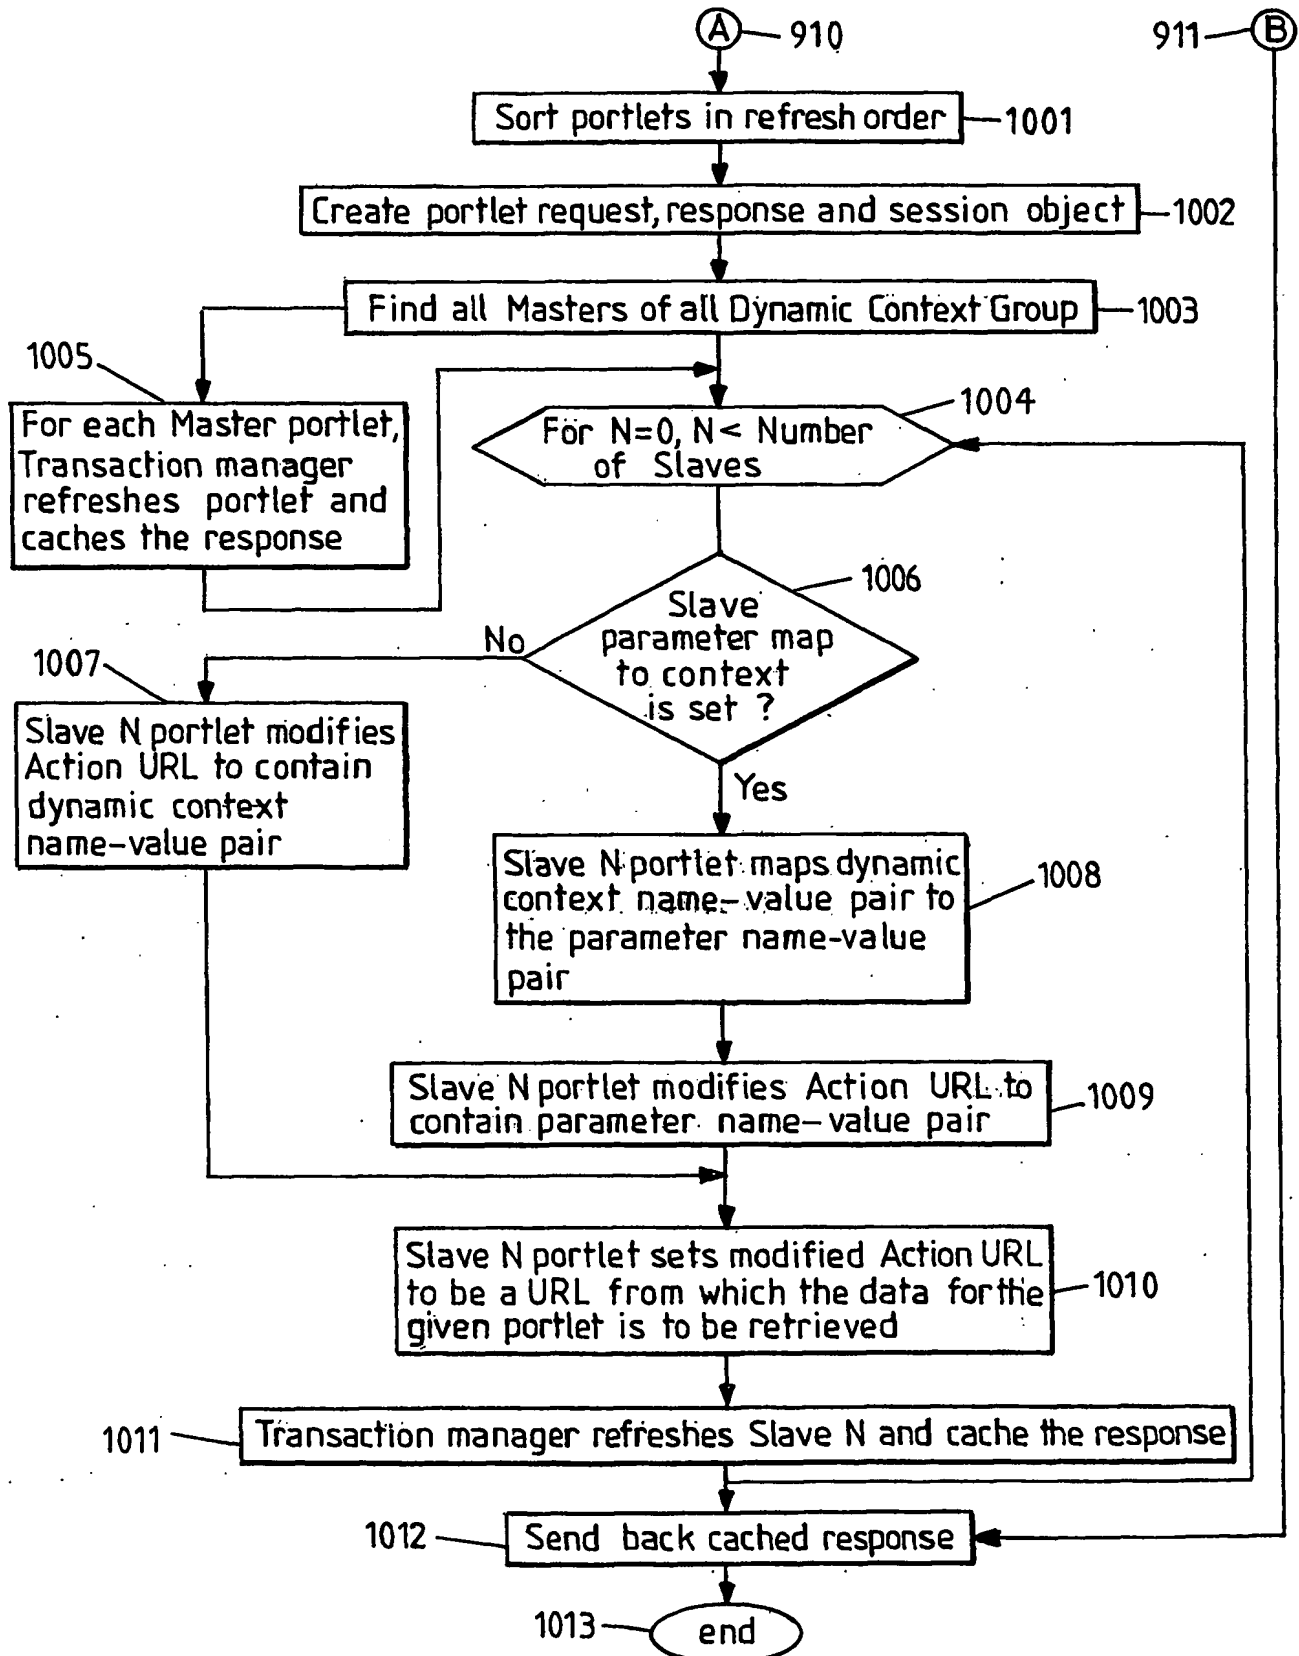 A
910
911
B
Sort portlets in refresh order
1001
Create portlet request, response and session object
1002
Find all Masters of all Dynamic Context Group
1003
1005
For each Master portlet,
Transaction manager
refreshes portlet and
caches the response
1004
For N=0, N< Number
of Slaves
1006
Slave
parameter map
to context
is set ?
No
1007
Slave N portlet modifies
Action URL to contain
dynamic context
name-value pair
Yes
Slave N portlet maps dynamic
context name-value pair to
the parameter name-value
pair
1008
Slave N portlet modifies Action URL to
contain parameter name-value pair
1009
Slave N portlet sets modified Action URL
to be a URL from which the data for the
given portlet is to be retrieved
1010
1011
Transaction manager refreshes Slave N and cache the response
1012
Send back cached response
1013
end